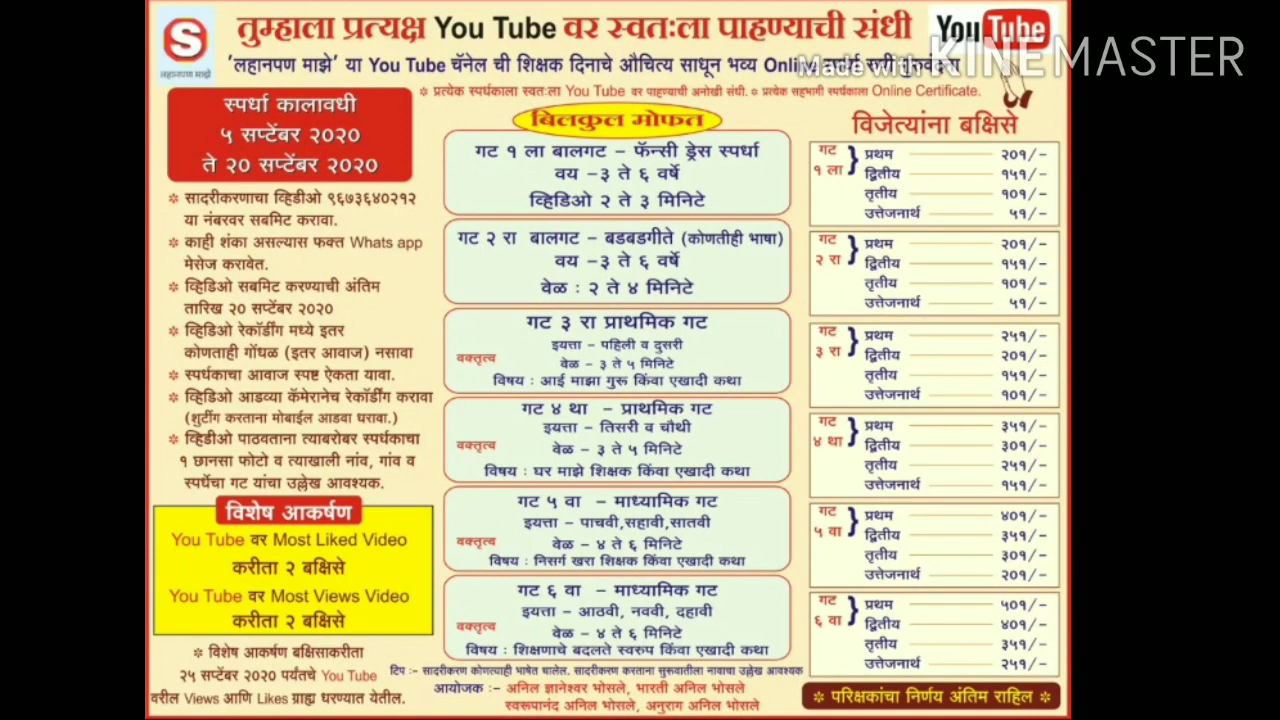 S
लहानपण माझे
तुम्हाला प्रत्यक्ष You Tube वर स्वतःला पाहण्याची संधी
YouTube
Made with KINEMASTER
'लहानपण माझे' या You Tube चॅनेल ची शिक्षक दिनाचे औचित्य साधून भव्य Online
* प्रत्येक स्पर्धकाला स्वतःला You Tube वर पाहण्याची अनोखी संधी. * प्रत्येक सहभागी स्पर्धकाला Online Certificate.
स्पर्धा कालावधी
५ सप्टेंबर २०२०
ते २० सप्टेंबर २०२०
* सादरीकरणाचा व्हिडीओ ९६७३६४०२१२
या नंबरवर सबमिट करावा.
* काही शंका असल्यास फक्त Whats app
मेसेज करावेत.
* व्हिडिओ सबमिट करण्याची अंतिम
तारिख २० सप्टेंबर २०२०
* व्हिडिओ रेकॉर्डींग मध्ये इतर
कोणताही गोंधळ (इतर आवाज) नसावा
* स्पर्धकाचा आवाज स्पष्ट ऐकता यावा.
* व्हिडिओ आडव्या कॅमेरानेच रेकॉर्डींग करावा
(शुटींग करताना मोबाईल आडवा धरावा.)
* व्हिडीओ पाठवताना त्याबरोबर स्पर्धकाचा
१ छानसा फोटो व त्याखाली नांव, गांव व
स्पर्धेचा गट यांचा उल्लेख आवश्यक.
विशेष आकर्षण
You Tube वर Most Liked Video
करीता २ बक्षिसे
You Tube वर Most Views Video
करीता २ बक्षिसे
* विशेष आकर्षण बक्षिसाकरीता
२५ सप्टेंबर २०२० पर्यंतचे You Tube
वरील Views आणि Likes ग्राह्य धरण्यात येतील.
बिलकुल मोफत
गट १ ला बालगट - फॅन्सी ड्रेस स्पर्धा
वय -३ ते ६ वर्षे
व्हिडिओ २ ते ३ मिनिटे
गट २ रा बालगट - बडबडगीते (कोणतीही भाषा)
वय -३ ते ६ वर्षे
वेळ : २ ते ४ मिनिटे
गट ३ रा प्राथमिक गट
इयत्ता - पहिली व दुसरी
वक्तृत्व वेळ - ३ ते ५ मिनिटे
विषय : आई माझा गुरू किंवा एखादी कथा
गट ४ था - प्राथमिक गट
इयत्ता - तिसरी व चौथी
वक्तृत्व वेळ - ३ ते ५ मिनिटे
विषय : घर माझे शिक्षक किंवा एखादी कथा
गट ५ वा - माध्यामिक गट
इयत्ता - पाचवी,सहावी,सातवी
वक्तृत्व वेळ - ४ ते ६ मिनिटे
विषय : निसर्ग खरा शिक्षक किंवा एखादी कथा
गट ६ वा - माध्यामिक गट
इयत्ता - आठवी, नववी, दहावी
वक्तृत्व वेळ - ४ ते ६ मिनिटे
विषय : शिक्षणाचे बदलते स्वरुप किंवा एखादी कथा
टिप :- सादरीकरण कोणत्याही भाषेत चालेल. सादरीकरण करताना सुरूवातीला नावाचा उल्लेख आवश्यक
आयोजक :- अनिल ज्ञानेश्वर भोसले, भारती अनिल भोसले
स्वरूपानंद अनिल भोसले, अनुराग अनिल भोसले
विजेत्यांना बक्षिसे
गट १ ला } प्रथम २०१/-
द्वितीय १५१/-
तृतीय १०१/-
उत्तेजनार्थ ५१/-
गट २ रा } प्रथम २०१/-
द्वितीय १५१/-
तृतीय १०१/-
उत्तेजनार्थ ५१/-
गट ३ रा } प्रथम २५१/-
द्वितीय २०१/-
तृतीय १५१/-
उत्तेजनार्थ १०१/-
गट ४ था } प्रथम ३५१/-
द्वितीय ३०१/-
तृतीय २५१/-
उत्तेजनार्थ १५१/-
गट ५ वा } प्रथम ४०१/-
द्वितीय ३५१/-
तृतीय ३०१/-
उत्तेजनार्थ २०१/-
गट ६ वा } प्रथम ५०१/-
द्वितीय ४०१/-
तृतीय ३५१/-
उत्तेजनार्थ २५१/-
* परिक्षकांचा निर्णय अंतिम राहिल *